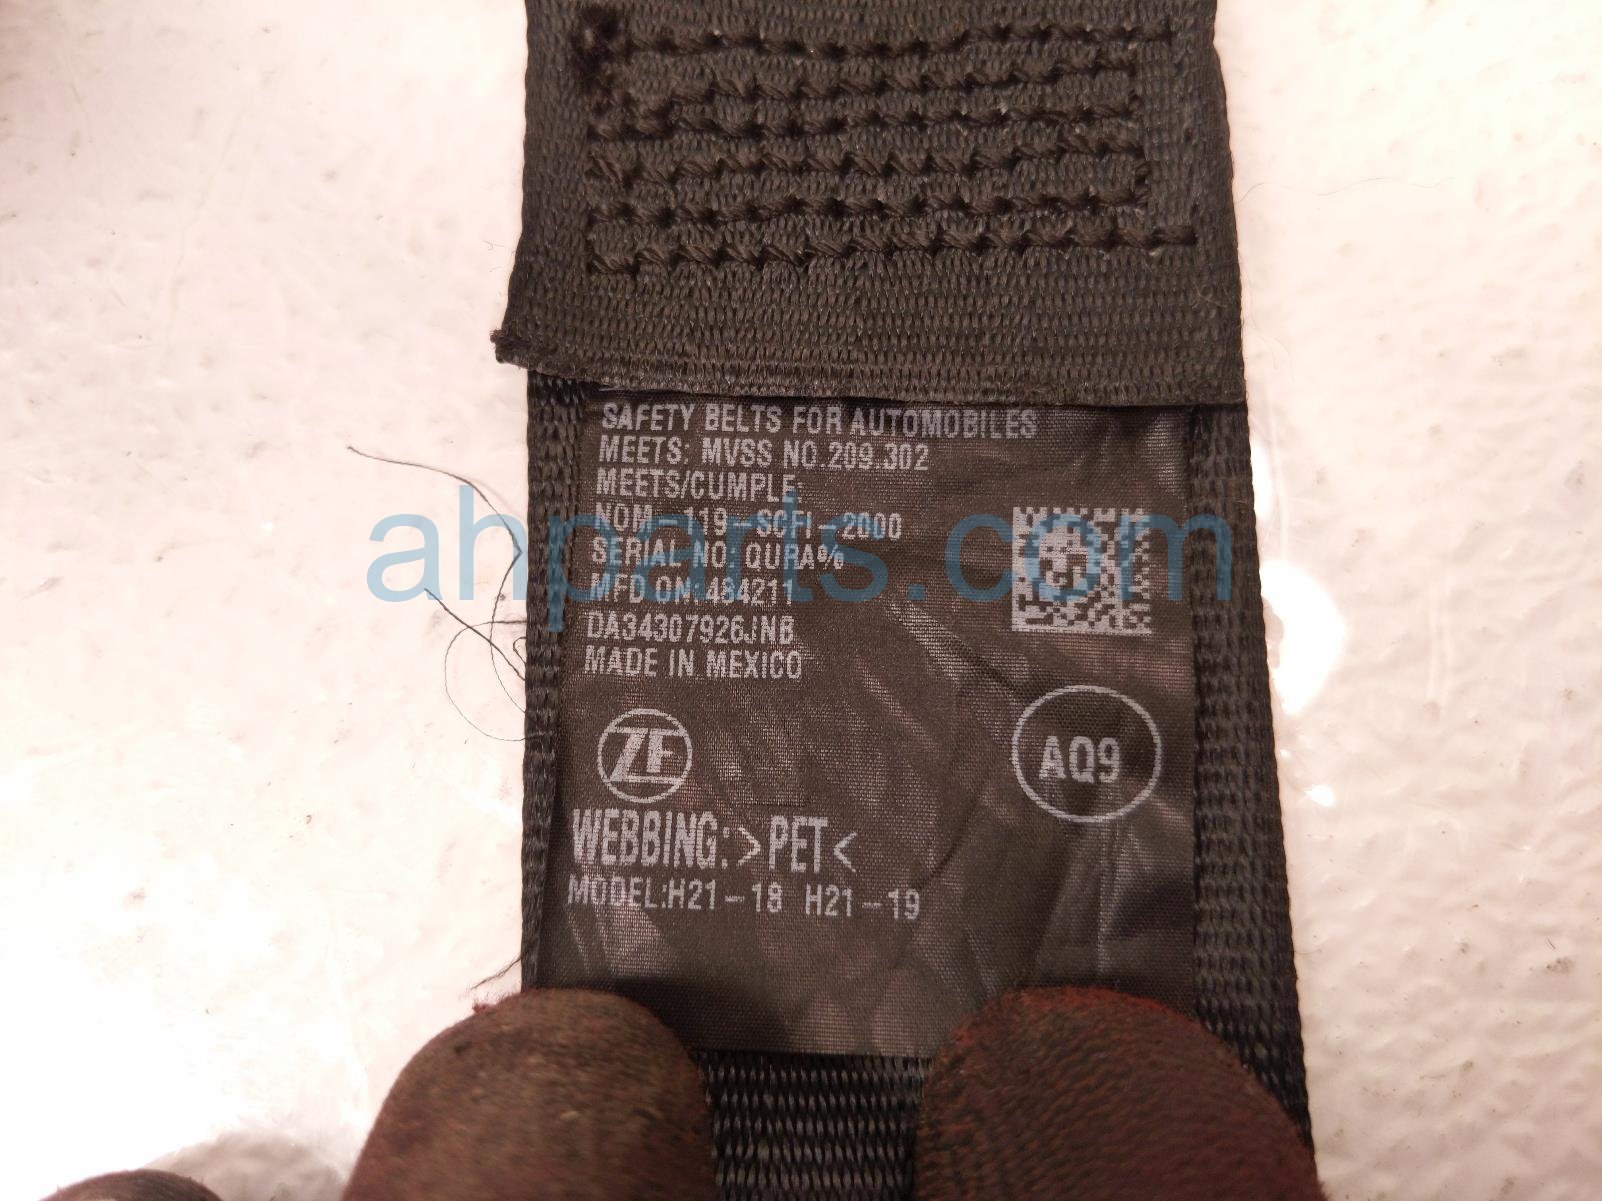 SAFETY BELTS FOR AUTOMOBILES
MEETS: MVSS NO.209.302
MEETS/CUMPLE:
NOM-119-SCFI-2000
SERIAL NO: QURA%
MFD.ON: 484211
DA34307926JNB
MADE IN MEXICO
ZF
AQ9
WEBBING:>PET<
MODEL:H21-18 H21-19
ahparts.com